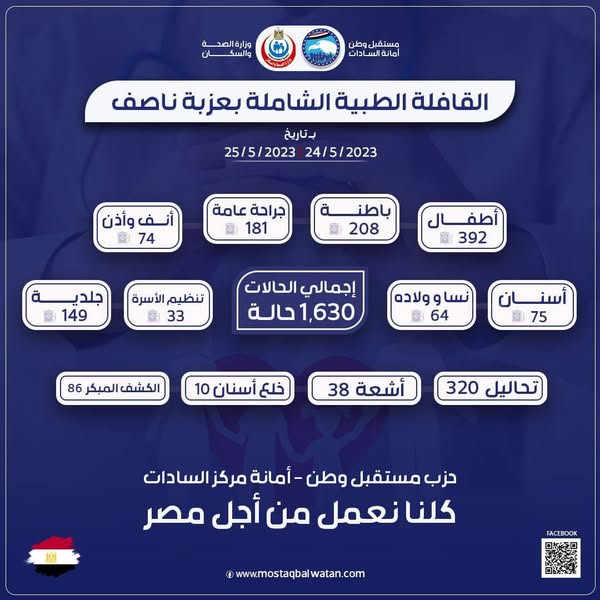 مستقبل وطن
أمانة السادات
وزارة الصحة
والسكان
القافلة الطبية الشاملة بعزبة ناصف
بـتاريخ
24/5/2023 | 25/5/2023
أطفال
392
باطنة
208
جراحة عامة
181
أنف وأذن
74
أسنان
75
نسا و ولاده
64
إجمالي الحالات
1,630 حالة
تنظيم الأسرة
33
جلدية
149
تحاليل 320
أشعة 38
خلع أسنان 10
الكشف المبكر 86
حزب مستقبل وطن - أمانة مركز السادات
كلنا نعمل من أجل مصر
FACEBOOK
www.mostaqbalwatan.com